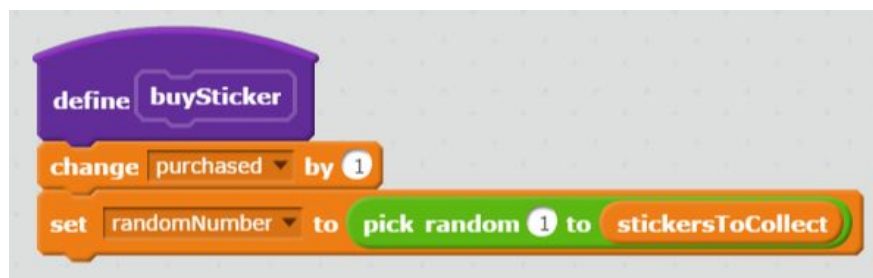 define buySticker
change purchased by 1
set randomNumber to pick random 1 to stickersToCollect